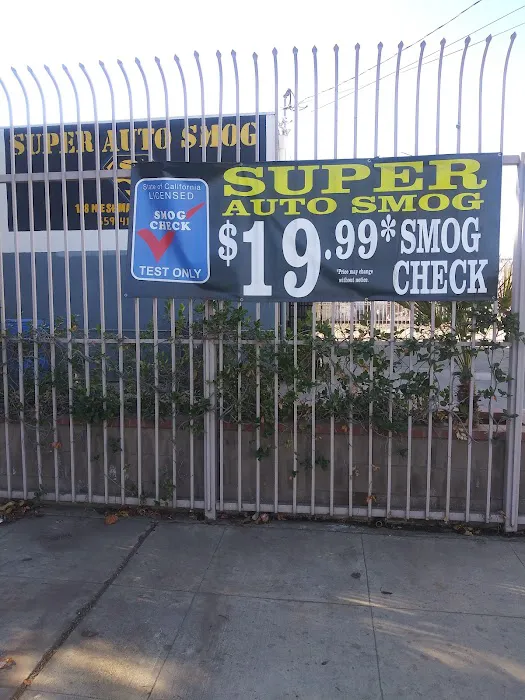 SUPER AUTO SMOG
State of California
LICENSED
SMOG
CHECK
TEST ONLY
SUPER
AUTO SMOG
$19.99* SMOG
CHECK
*Price may change
without notice.